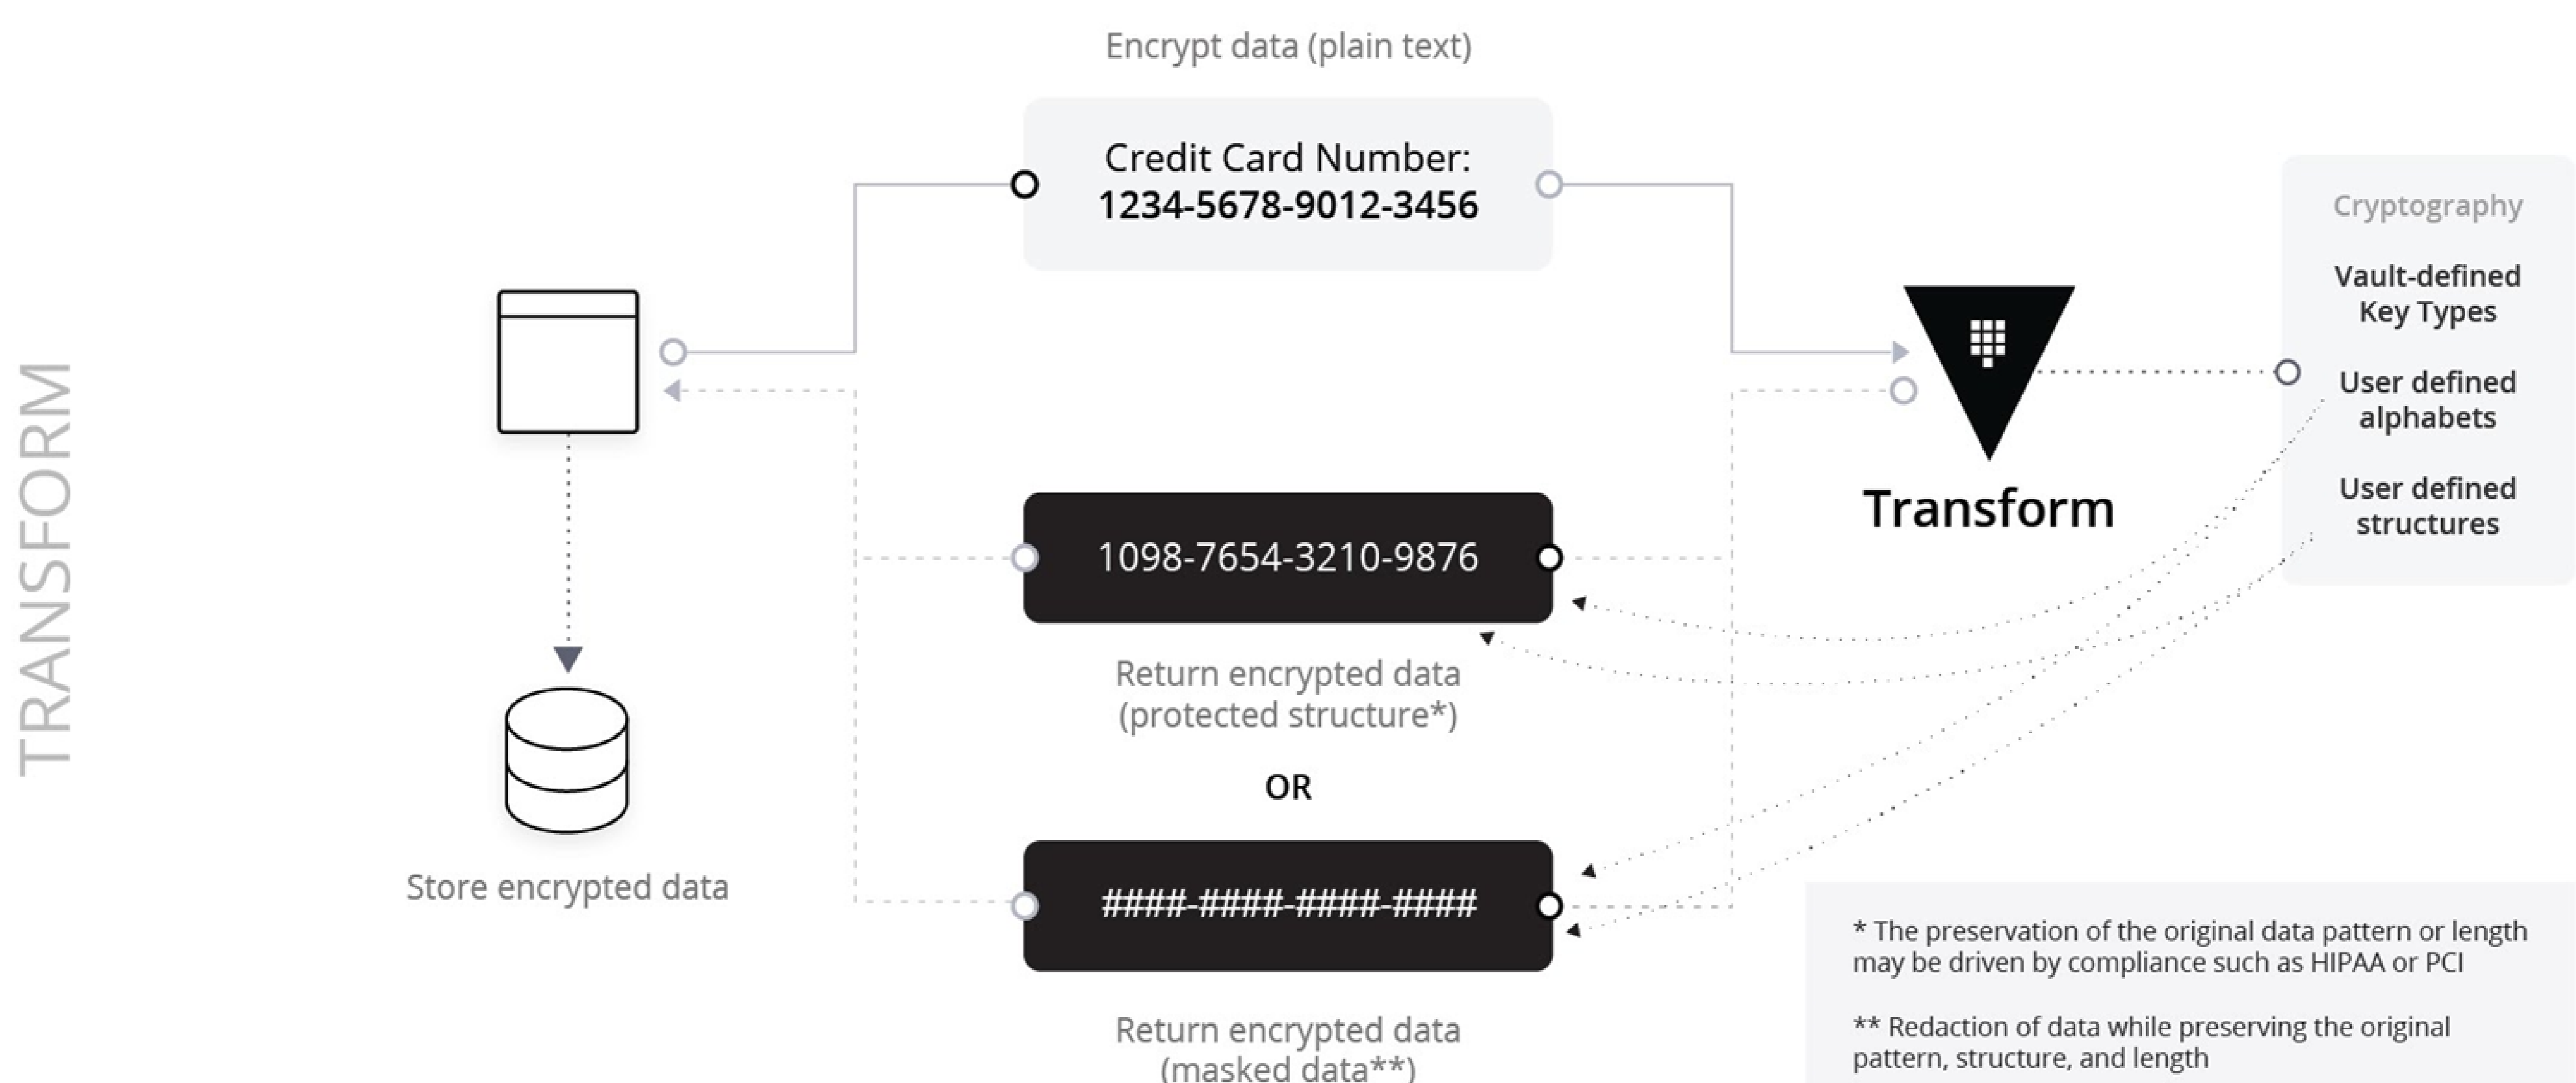 TRANSFORM
Encrypt data (plain text)
Credit Card Number:
1234-5678-9012-3456
Cryptography
Vault-defined
Key Types
User defined
alphabets
User defined
structures
Transform
1098-7654-3210-9876
Return encrypted data
(protected structure*)
OR
####-####-####-####
Return encrypted data
(masked data**)
Store encrypted data
* The preservation of the original data pattern or length
may be driven by compliance such as HIPAA or PCI
** Redaction of data while preserving the original
pattern, structure, and length